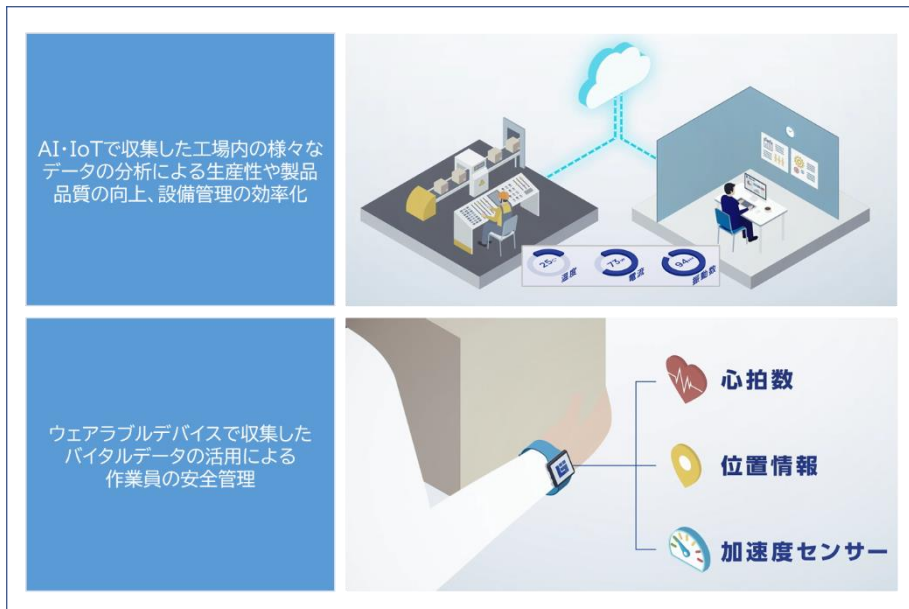 AI･IoTで収集した工場内の様々な
データの分析による生産性や製品
品質の向上、設備管理の効率化
25
温度
73
電流
94
振動数
ウェアラブルデバイスで収集した
バイタルデータの活用による
作業員の安全管理
心拍数
位置情報
加速度センサー